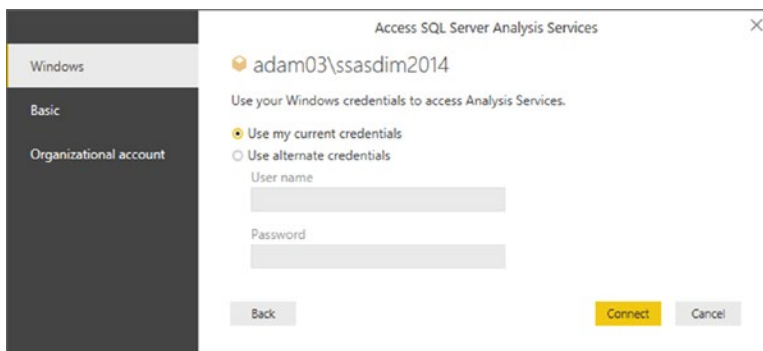 Access SQL Server Analysis Services
Windows
Basic
Organizational account
adam03\ssasdim2014
Use your Windows credentials to access Analysis Services.
Use my current credentials
Use alternate credentials
User name
Password
Back
Connect
Cancel